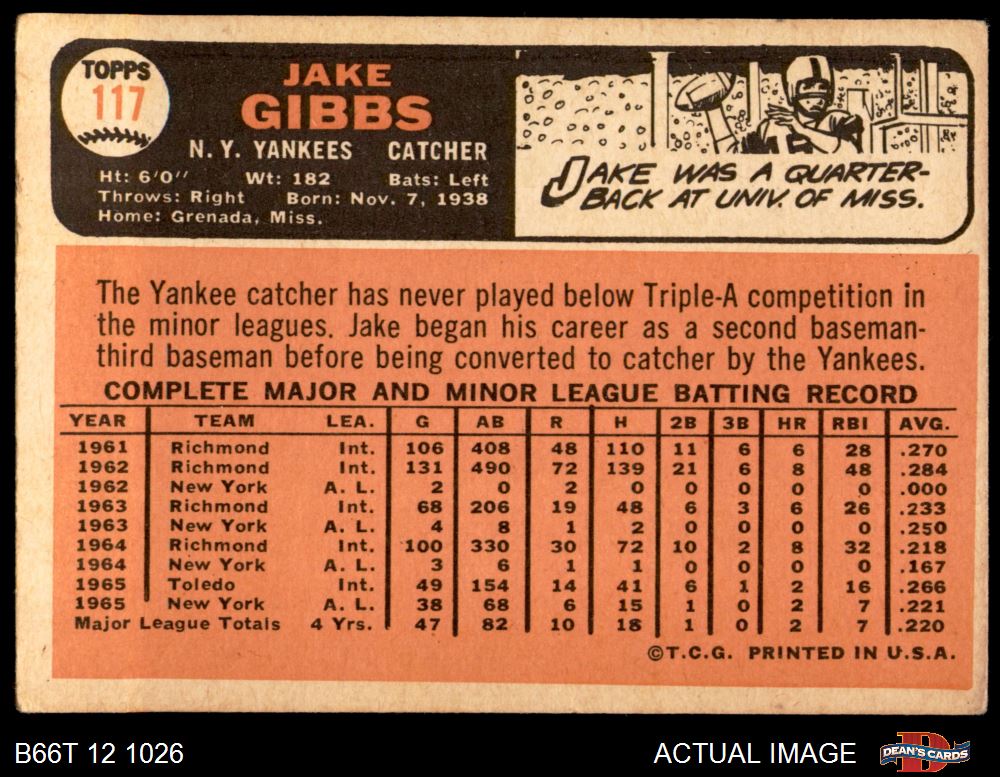 TOPPS
117
JAKE
GIBBS
N. Y. YANKEES CATCHER
Ht: 6'0" Wt: 182 Bats: Left
Throws: Right Born: Nov. 7, 1938
Home: Grenada, Miss.
JAKE WAS A QUARTER-
BACK AT UNIV. OF MISS.
The Yankee catcher has never played below Triple-A competition in
the minor leagues. Jake began his career as a second baseman-
third baseman before being converted to catcher by the Yankees.
COMPLETE MAJOR AND MINOR LEAGUE BATTING RECORD
YEAR TEAM LEA. G AB R H 2B 3B HR RBI AVG.
1961 Richmond Int. 106 408 48 110 11 6 6 28 .270
1962 Richmond Int. 131 490 72 139 21 6 8 48 .284
1962 New York A. L. 2 0 2 0 0 0 0 0 .000
1963 Richmond Int. 68 206 19 48 6 3 6 26 .233
1963 New York A. L. 4 8 1 2 0 0 0 0 .250
1964 Richmond Int. 100 330 30 72 10 2 8 32 .218
1964 New York A. L. 3 6 1 1 0 0 0 0 .167
1965 Toledo Int. 49 154 14 41 6 1 2 16 .266
1965 New York A. L. 38 68 6 15 1 0 2 7 .221
Major League Totals 4 Yrs. 47 82 10 18 1 0 2 7 .220
©T.C.G. PRINTED IN U.S.A.
B66T 12 1026
ACTUAL IMAGE
DEAN'S CARDS